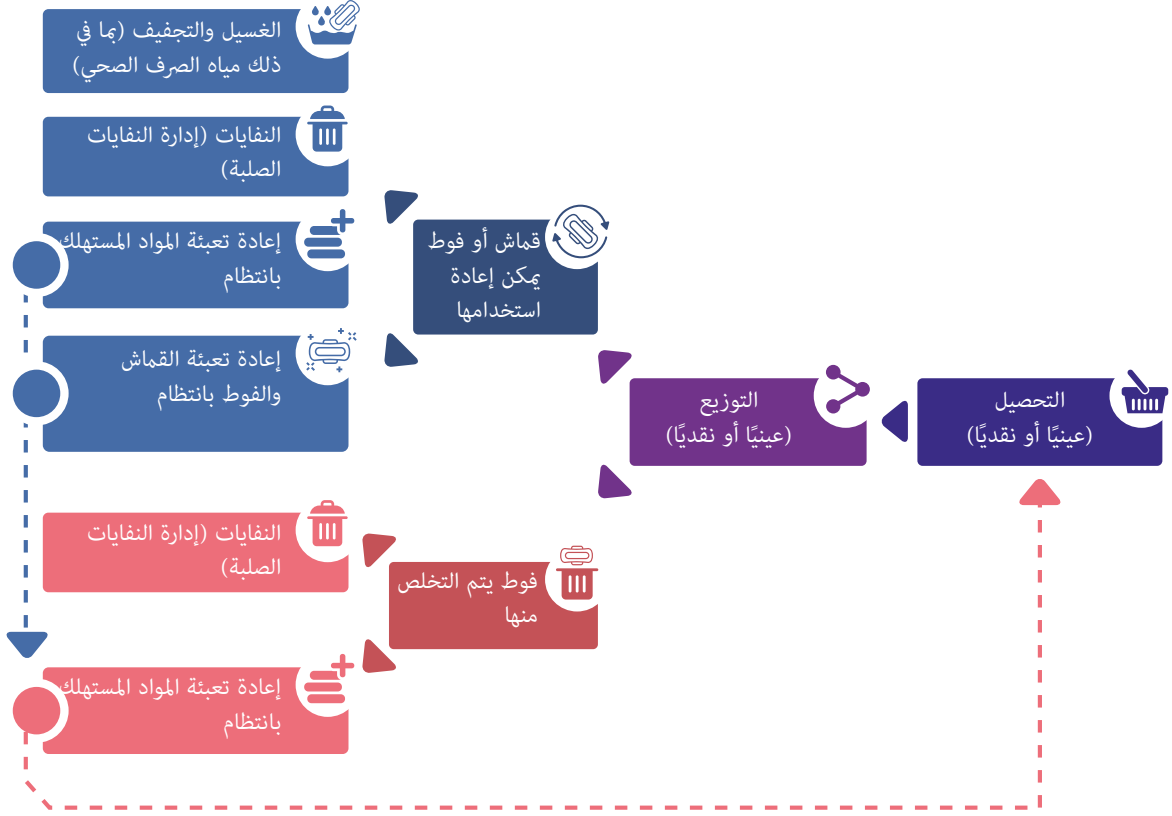 التحصيل
(عينيًا أو نقديًا)
التوزيع
(عينيًا أو نقديًا)
قماش أو فوط
يمكن إعادة
استخدامها
الغسيل والتجفيف (بما في
ذلك مياه الصرف الصحي)
النفايات (إدارة النفايات
الصلبة)
إعادة تعبئة المواد المستهلك
بانتظام
إعادة تعبئة القماش
والفوط بانتظام
فوط يتم التخلص
منها
النفايات (إدارة النفايات
الصلبة)
إعادة تعبئة المواد المستهلك
بانتظام